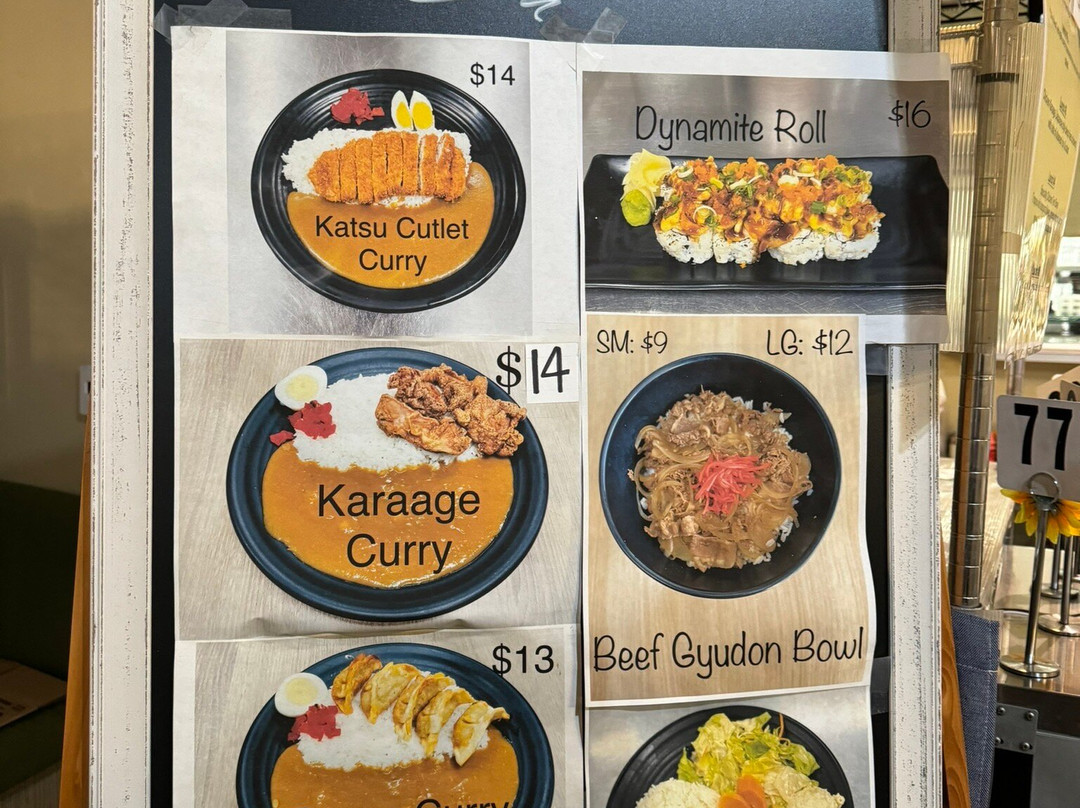 $14
Katsu Cutlet
Curry
$14
Karaage
Curry
$13
Curry
Dynamite Roll
$16
SM: $9
LG: $12
Beef Gyudon Bowl
77